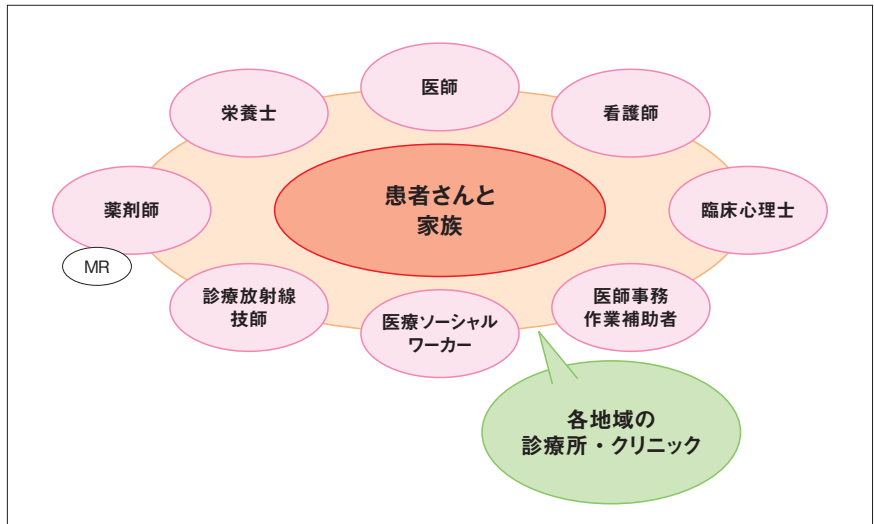 医師
栄養士
看護師
患者さんと
家族
薬剤師
臨床心理士
MR
診療放射線
技師
医療ソーシャル
ワーカー
医師事務
作業補助者
各地域の
診療所・クリニック